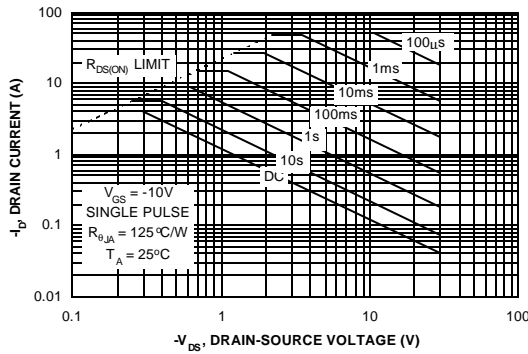 100
10
1
0.1
0.01
-I_D, DRAIN CURRENT (A)
R_DS(ON) LIMIT
100μs
1ms
10ms
100ms
1s
10s
DC
V_GS = -10V
SINGLE PULSE
R_θJA = 125°C/W
T_A = 25°C
0.1
1
10
100
-V_DS, DRAIN-SOURCE VOLTAGE (V)